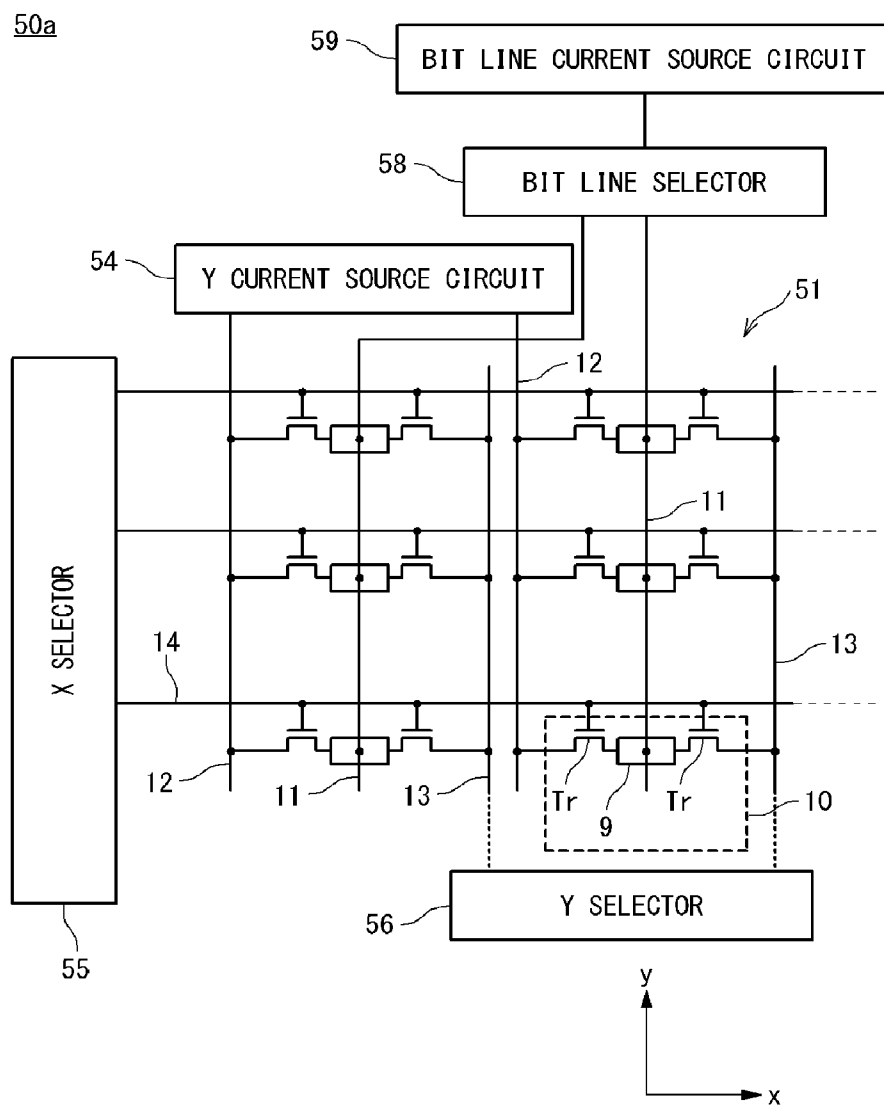 50a
59
BIT LINE CURRENT SOURCE CIRCUIT
58
BIT LINE SELECTOR
54
Y CURRENT SOURCE CIRCUIT
51
12
11
X SELECTOR
14
13
12
11
13
Tr
9
Tr
10
56
Y SELECTOR
55
y
x